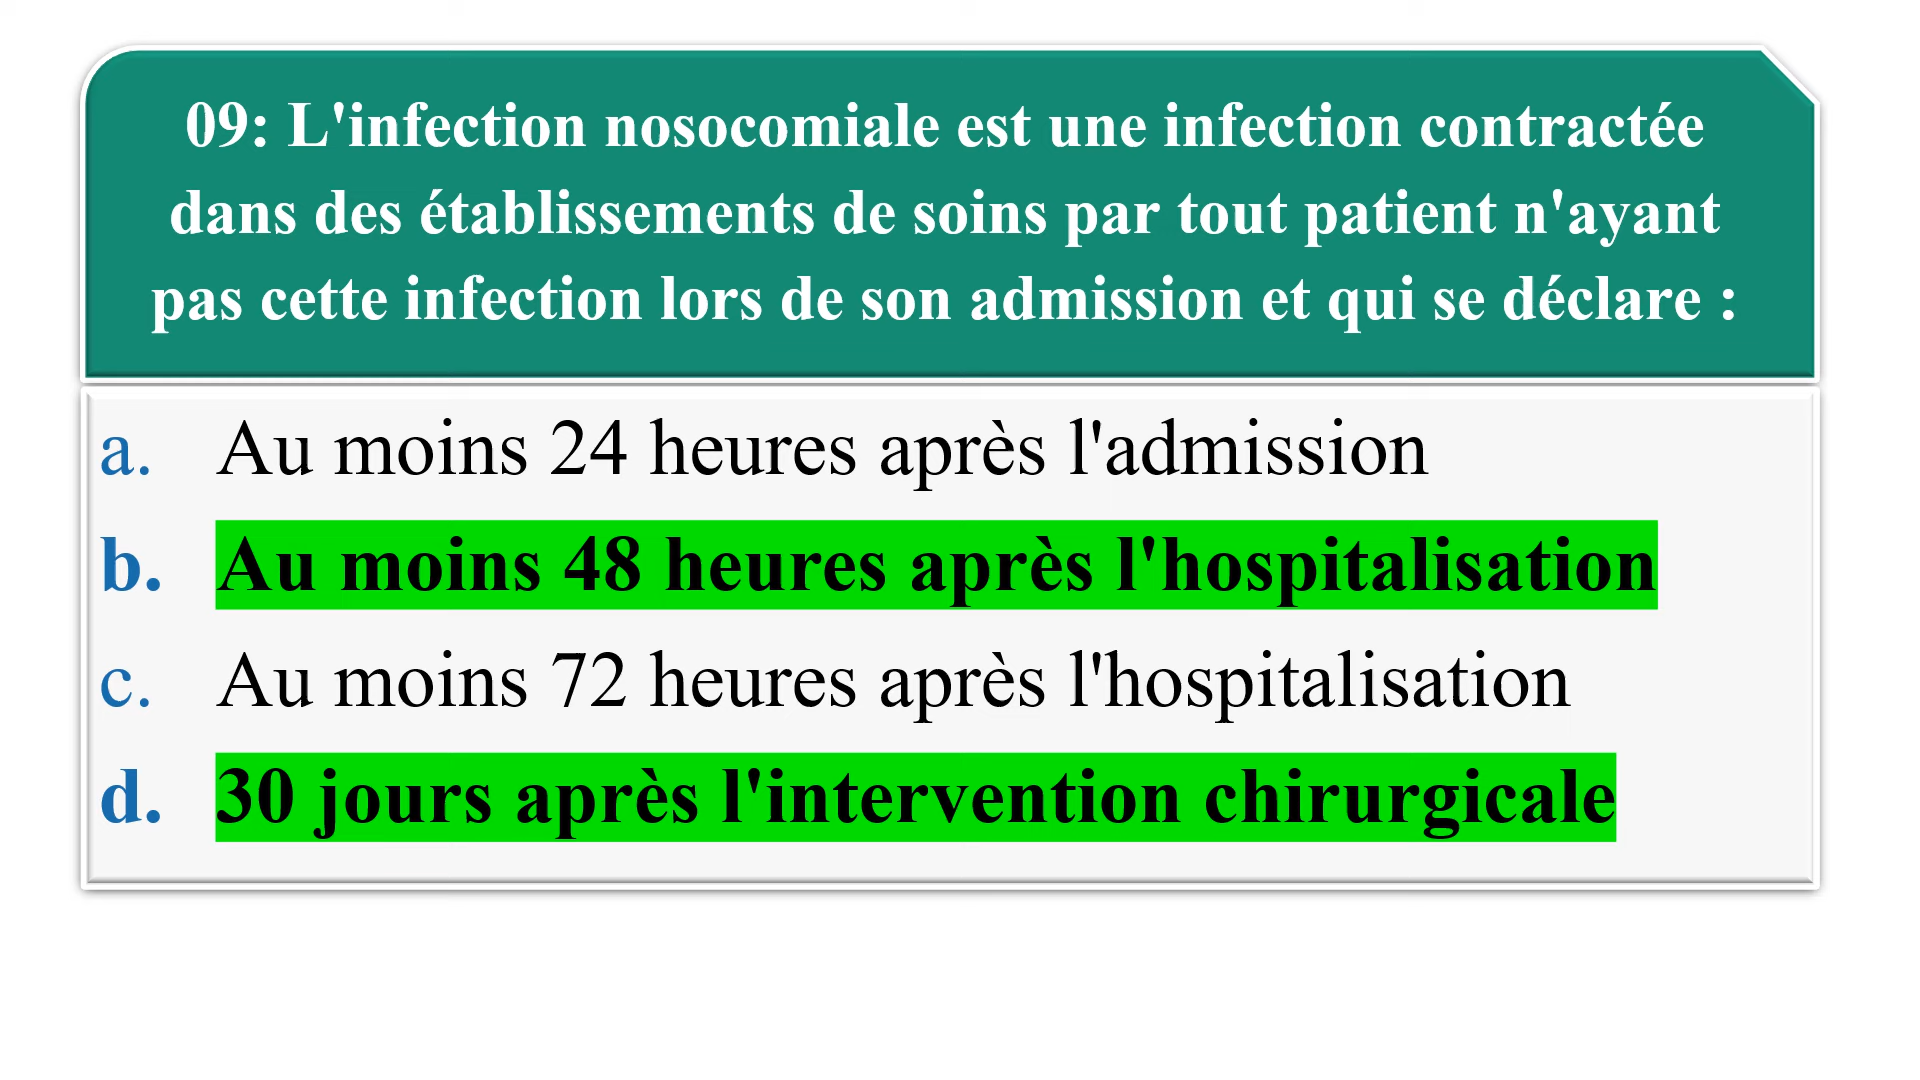 09: L'infection nosocomiale est une infection contractée
dans des établissements de soins par tout patient n'ayant
pas cette infection lors de son admission et qui se déclare :
a. Au moins 24 heures après l'admission
b. Au moins 48 heures après l'hospitalisation
c. Au moins 72 heures après l'hospitalisation
d. 30 jours après l'intervention chirurgicale